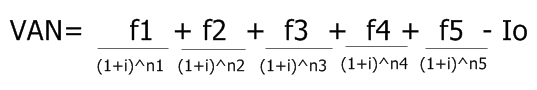 VAN= f1 + f2 + f3 + f4 + f5 - Io
(1+i)^n1 (1+i)^n2 (1+i)^n3 (1+i)^n4 (1+i)^n5